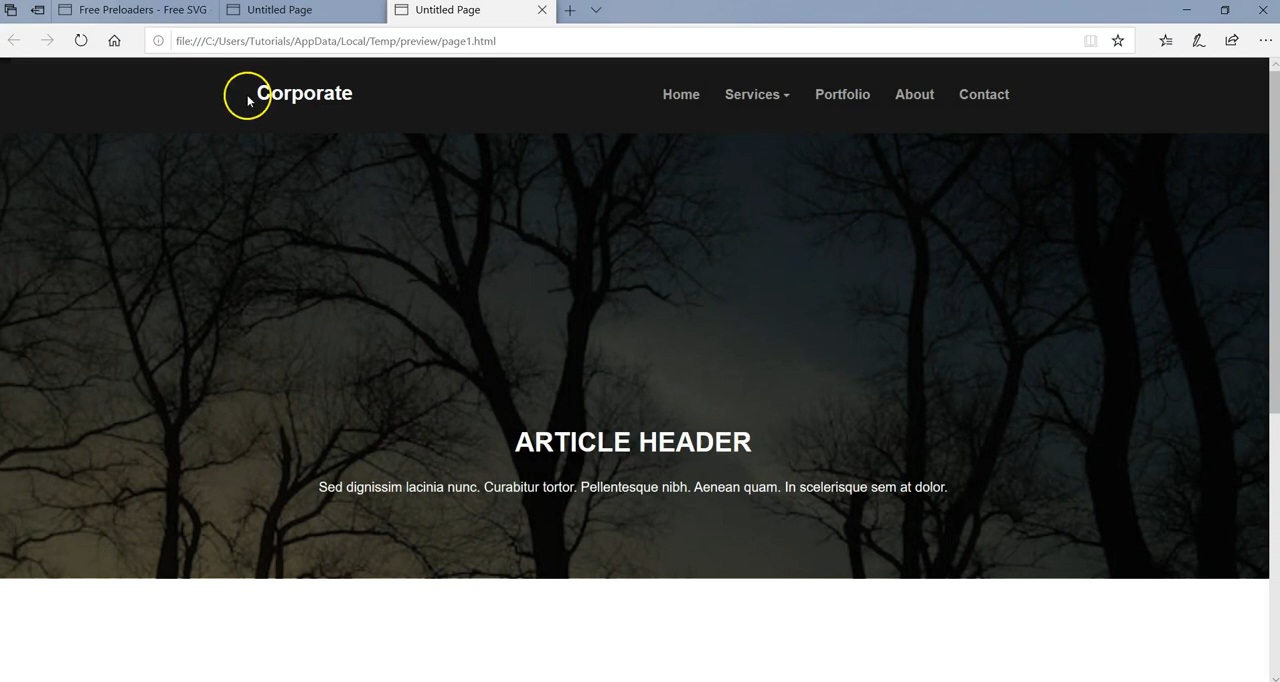 Free Preloaders - Free SVG
Untitled Page
Untitled Page
file:///C:/Users/Tutorials/AppData/Local/Temp/preview/page1.html
Corporate
Home Services Portfolio About Contact
ARTICLE HEADER
Sed dignissim lacinia nunc. Curabitur tortor. Pellentesque nibh. Aenean quam. In scelerisque sem at dolor.